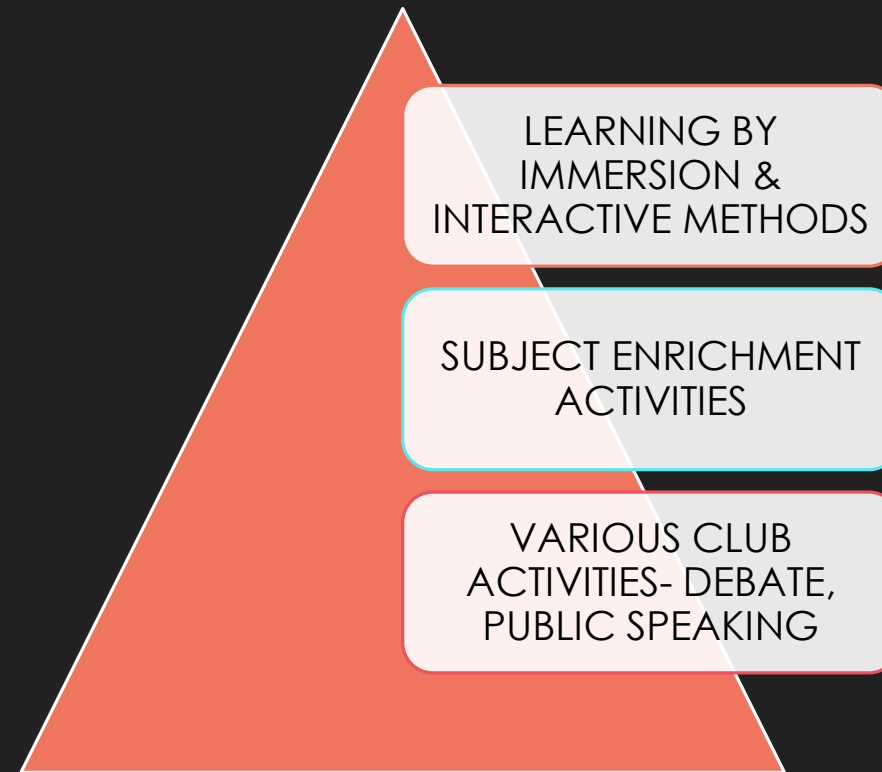 LEARNING BY
IMMERSION &
INTERACTIVE METHODS
SUBJECT ENRICHMENT
ACTIVITIES
VARIOUS CLUB
ACTIVITIES- DEBATE,
PUBLIC SPEAKING